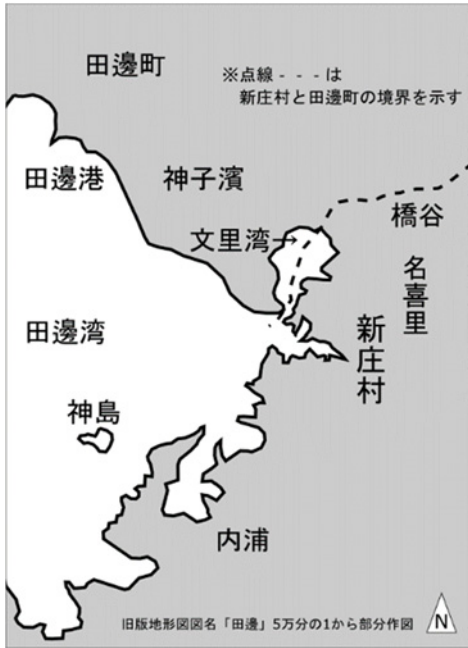 田邊町
※点線 - - - は
新庄村と田邊町の境界を示す
田邊港
神子濱
文里湾→
橋谷
名喜里
田邊湾
新庄村
神島
内浦
旧版地形図図名「田邊」5万分の1から部分作図
N